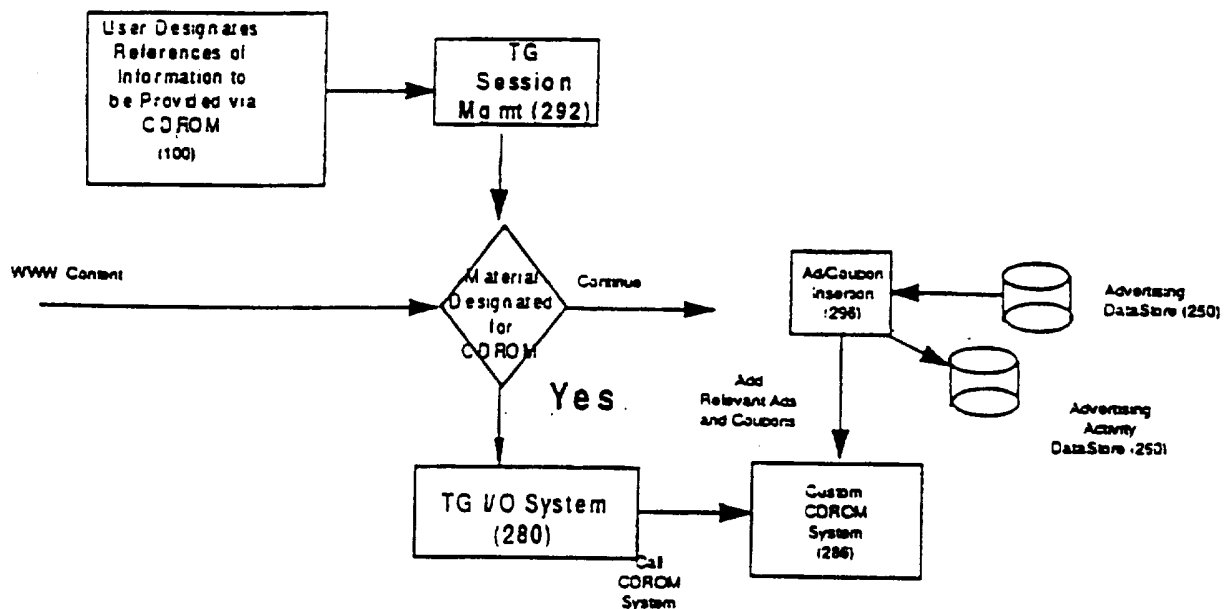 User Designates
References of
Information to
be Provided via
CDROM
(100)
TG
Session
Mgmt (292)
WWW Content
Material
Designated
for
CDROM
Continue
Yes
Ad/Coupon
Insertion
(296)
Advertising
DataStore (250)
Advertising
Activity
DataStore (250)
Add
Relevant Ads
and Coupons
TG I/O System
(280)
Call
CDROM
System
Custom
CDROM
System
(286)